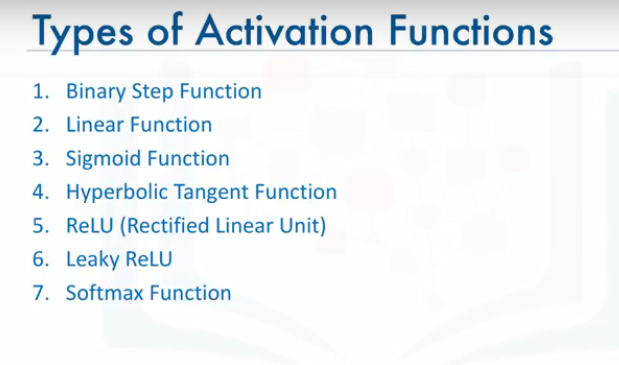 Types of Activation Functions
1. Binary Step Function
2. Linear Function
3. Sigmoid Function
4. Hyperbolic Tangent Function
5. ReLU (Rectified Linear Unit)
6. Leaky ReLU
7. Softmax Function